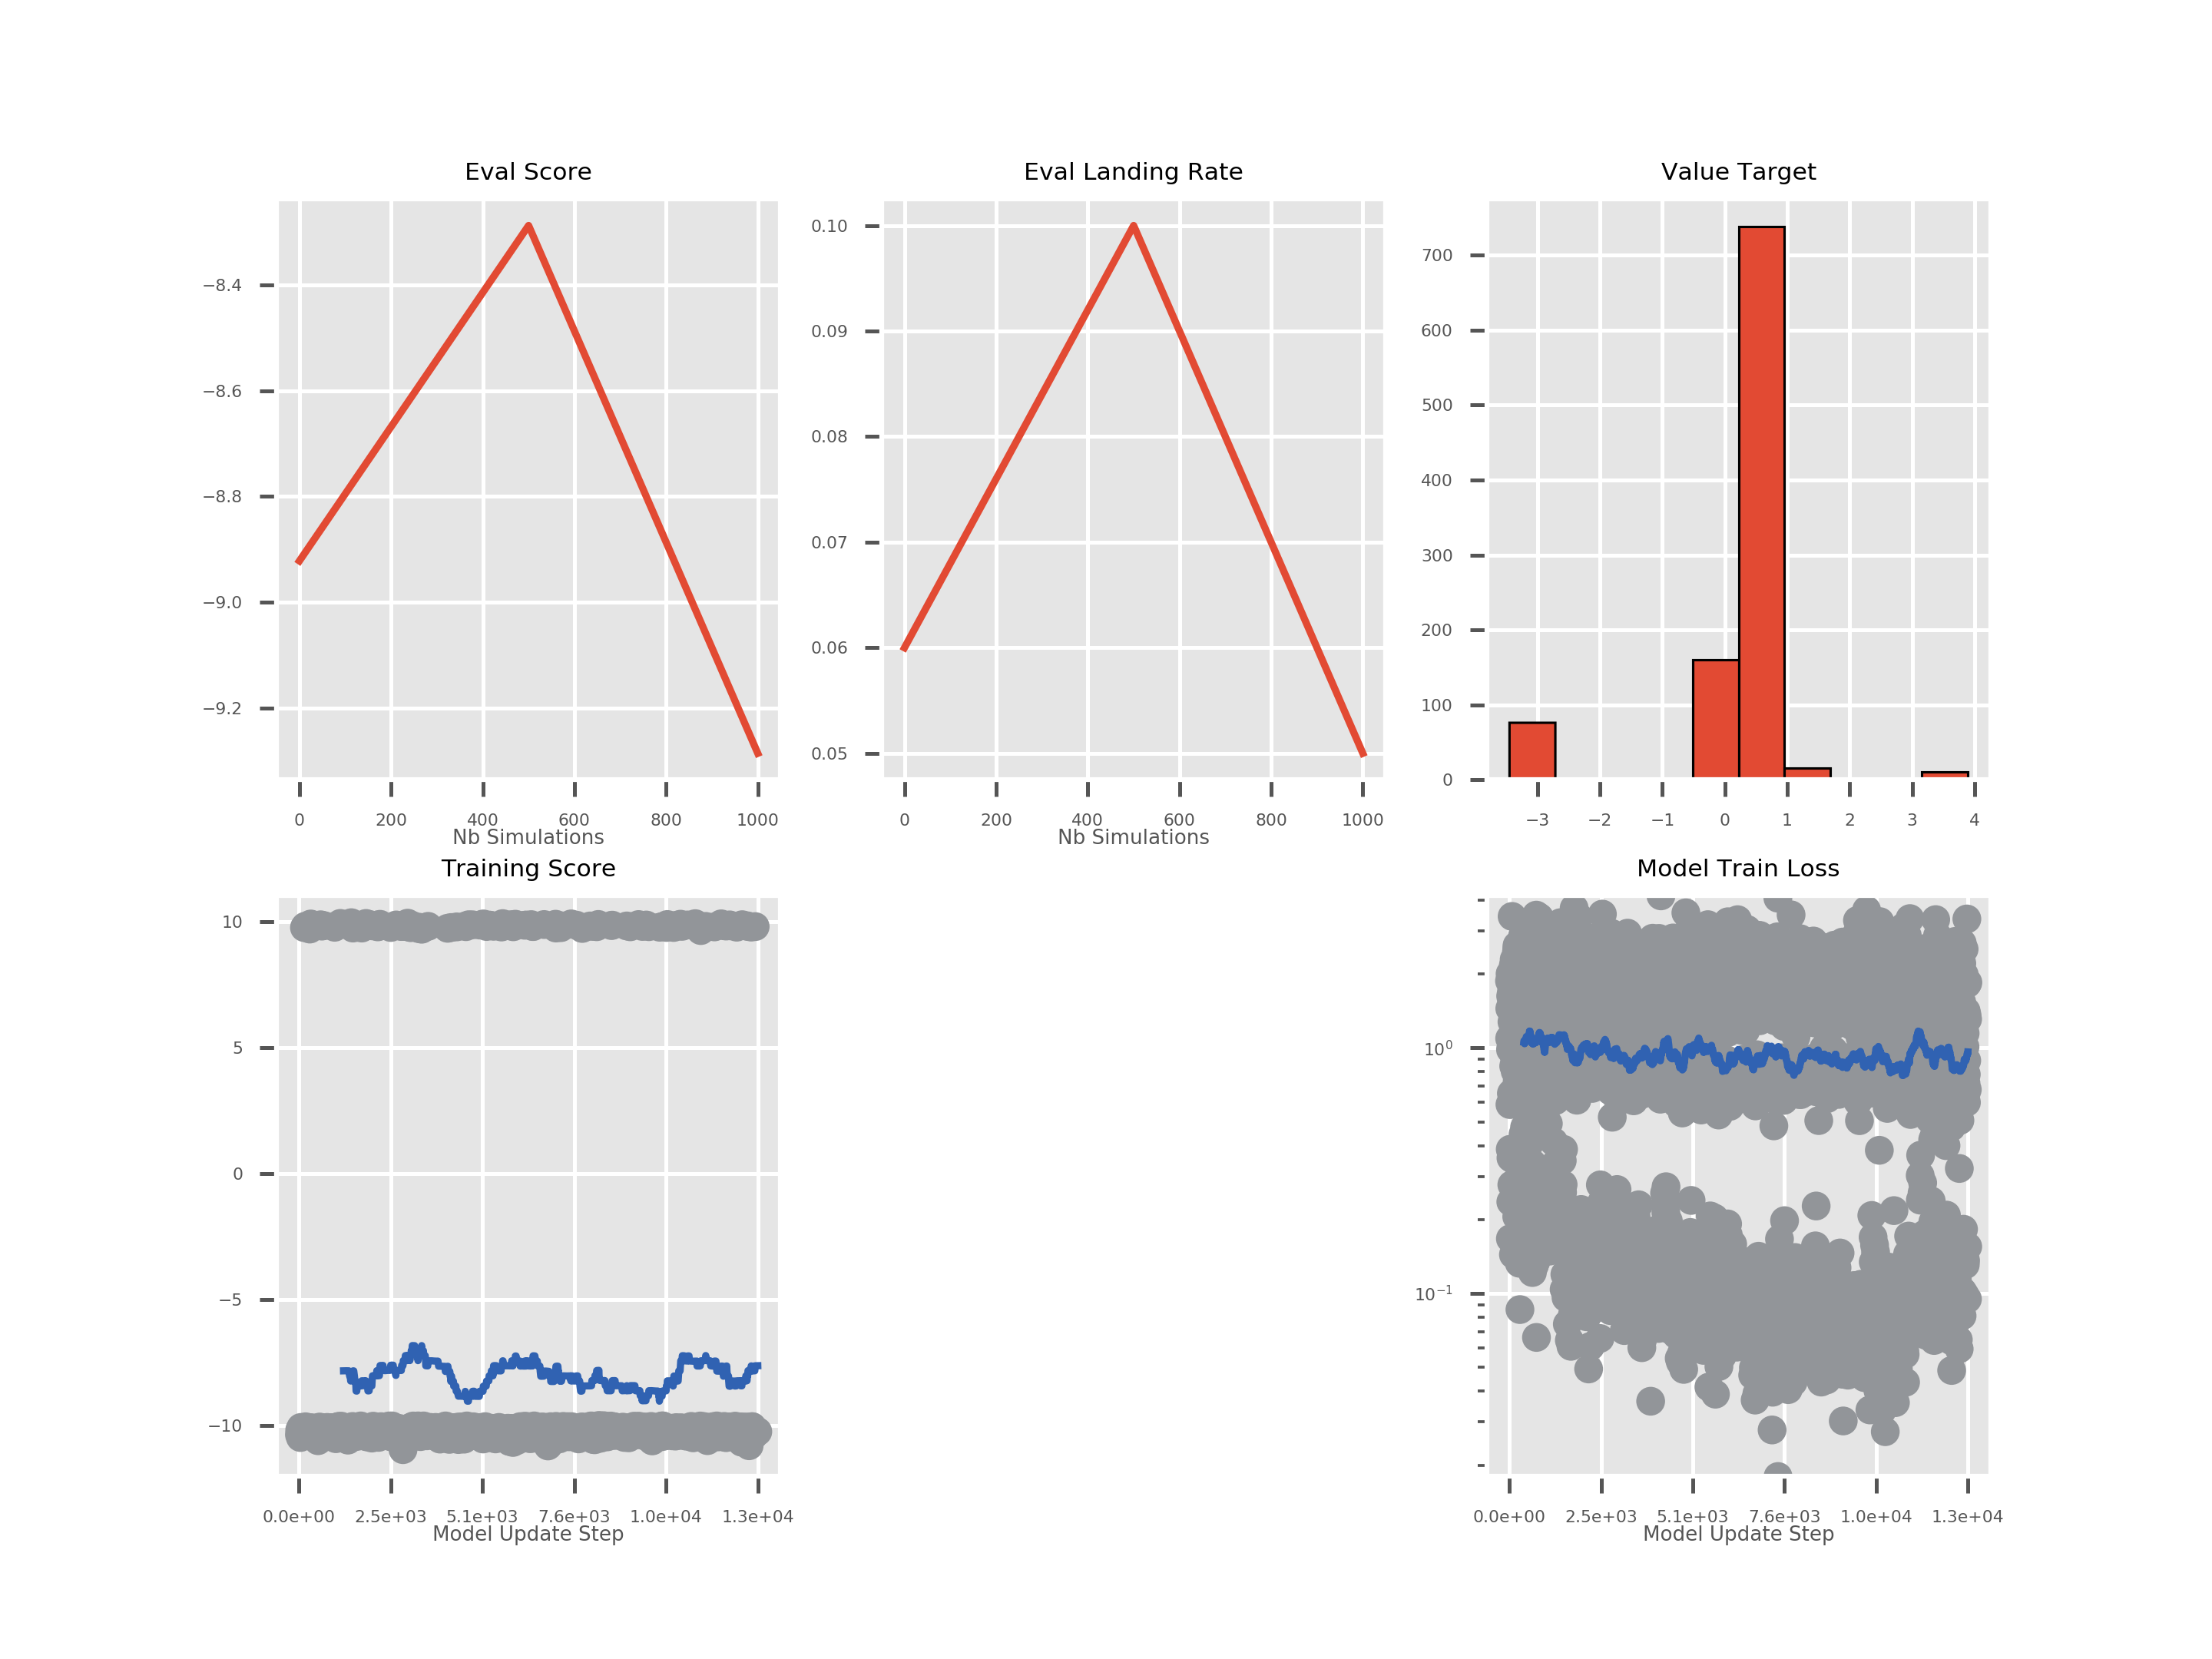 Eval Score
−8.4
−8.6
−8.8
−9.0
−9.2
0 200 400 600 800 1000
Nb Simulations
Eval Landing Rate
0.10
0.09
0.08
0.07
0.06
0.05
0 200 400 600 800 1000
Nb Simulations
Value Target
700
600
500
400
300
200
100
0
−3 −2 −1 0 1 2 3 4
Training Score
10
5
0
−5
−10
0.0e+00 2.5e+03 5.1e+03 7.6e+03 1.0e+04 1.3e+04
Model Update Step
Model Train Loss
10⁰
10⁻¹
0.0e+00 2.5e+03 5.1e+03 7.6e+03 1.0e+04 1.3e+04
Model Update Step